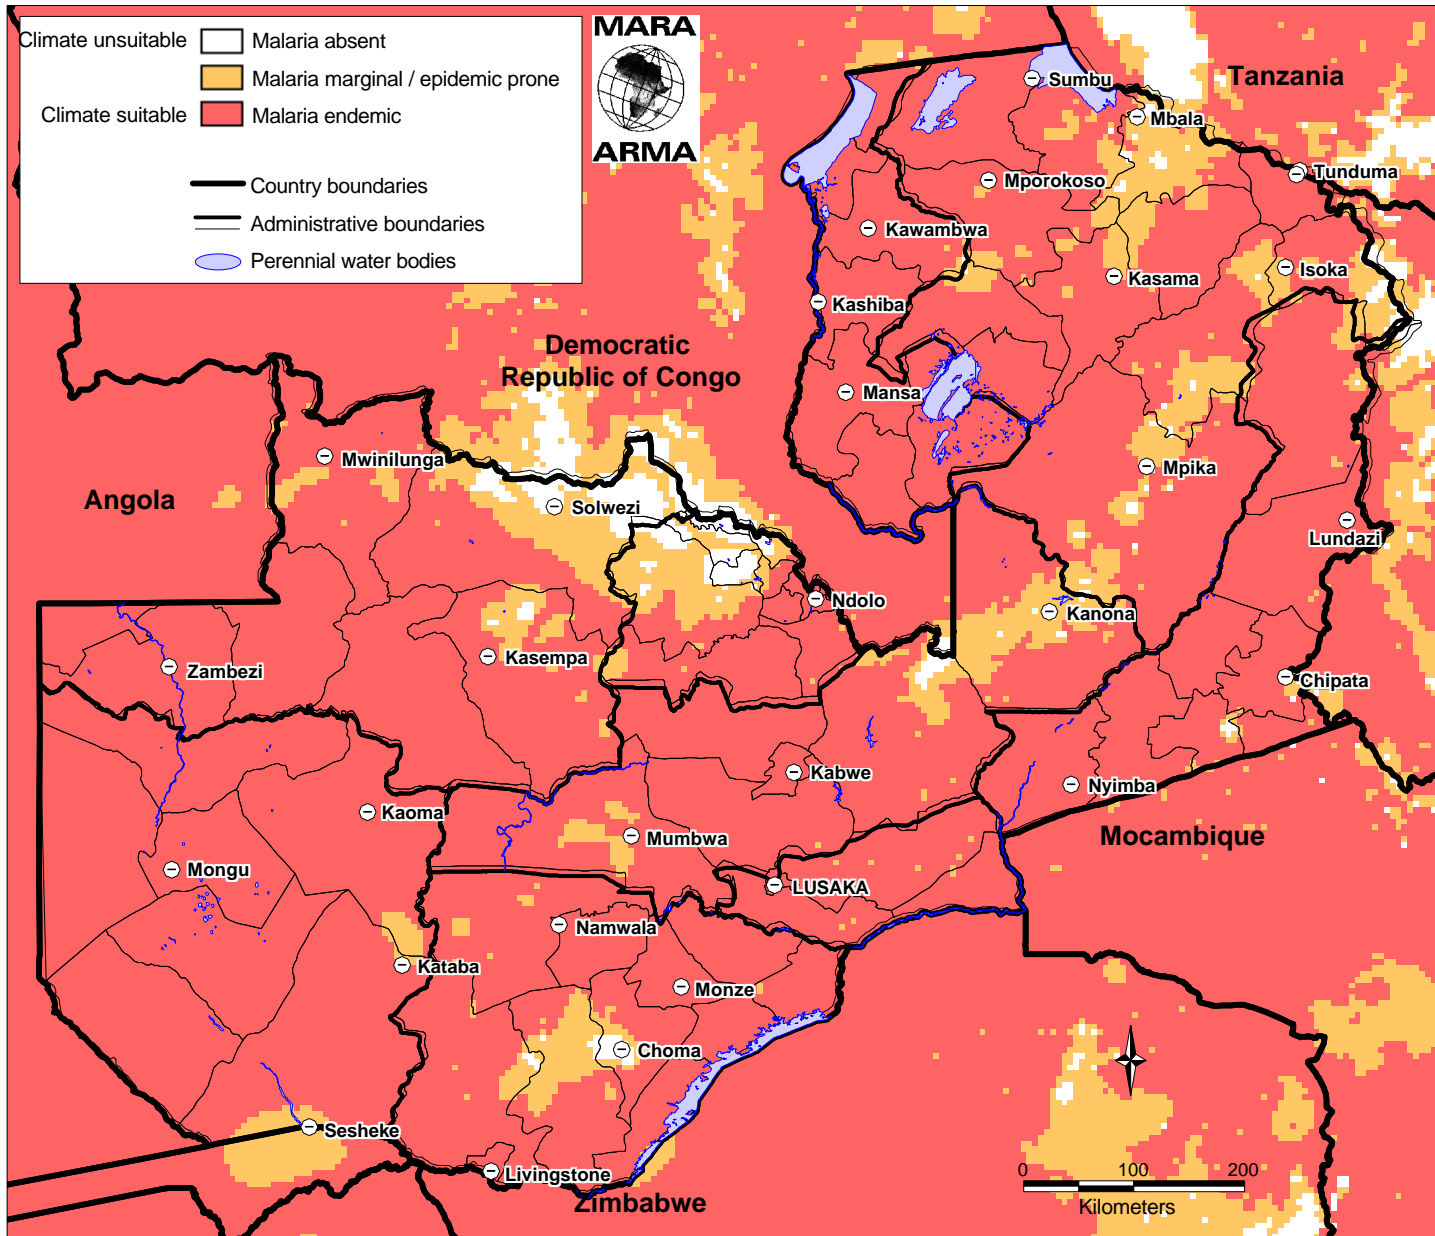 Climate unsuitable
Malaria absent
Malaria marginal / epidemic prone
Climate suitable
Malaria endemic
Country boundaries
Administrative boundaries
Perennial water bodies
MARA
ARMA
Tanzania
Sumbu
Mbala
Tunduma
Mporokoso
Kawambwa
Isoka
Kasama
Kashiba
Democratic
Republic of Congo
Mansa
Mwinilunga
Mpika
Angola
Solwezi
Lundazi
Ndolo
Kanona
Kasempa
Zambezi
Chipata
Kabwe
Nyimba
Kaoma
Mumbwa
Mocambique
Mongu
LUSAKA
Namwala
Kataba
Monze
Choma
Sesheke
Livingstone
Zimbabwe
0 100 200
Kilometers